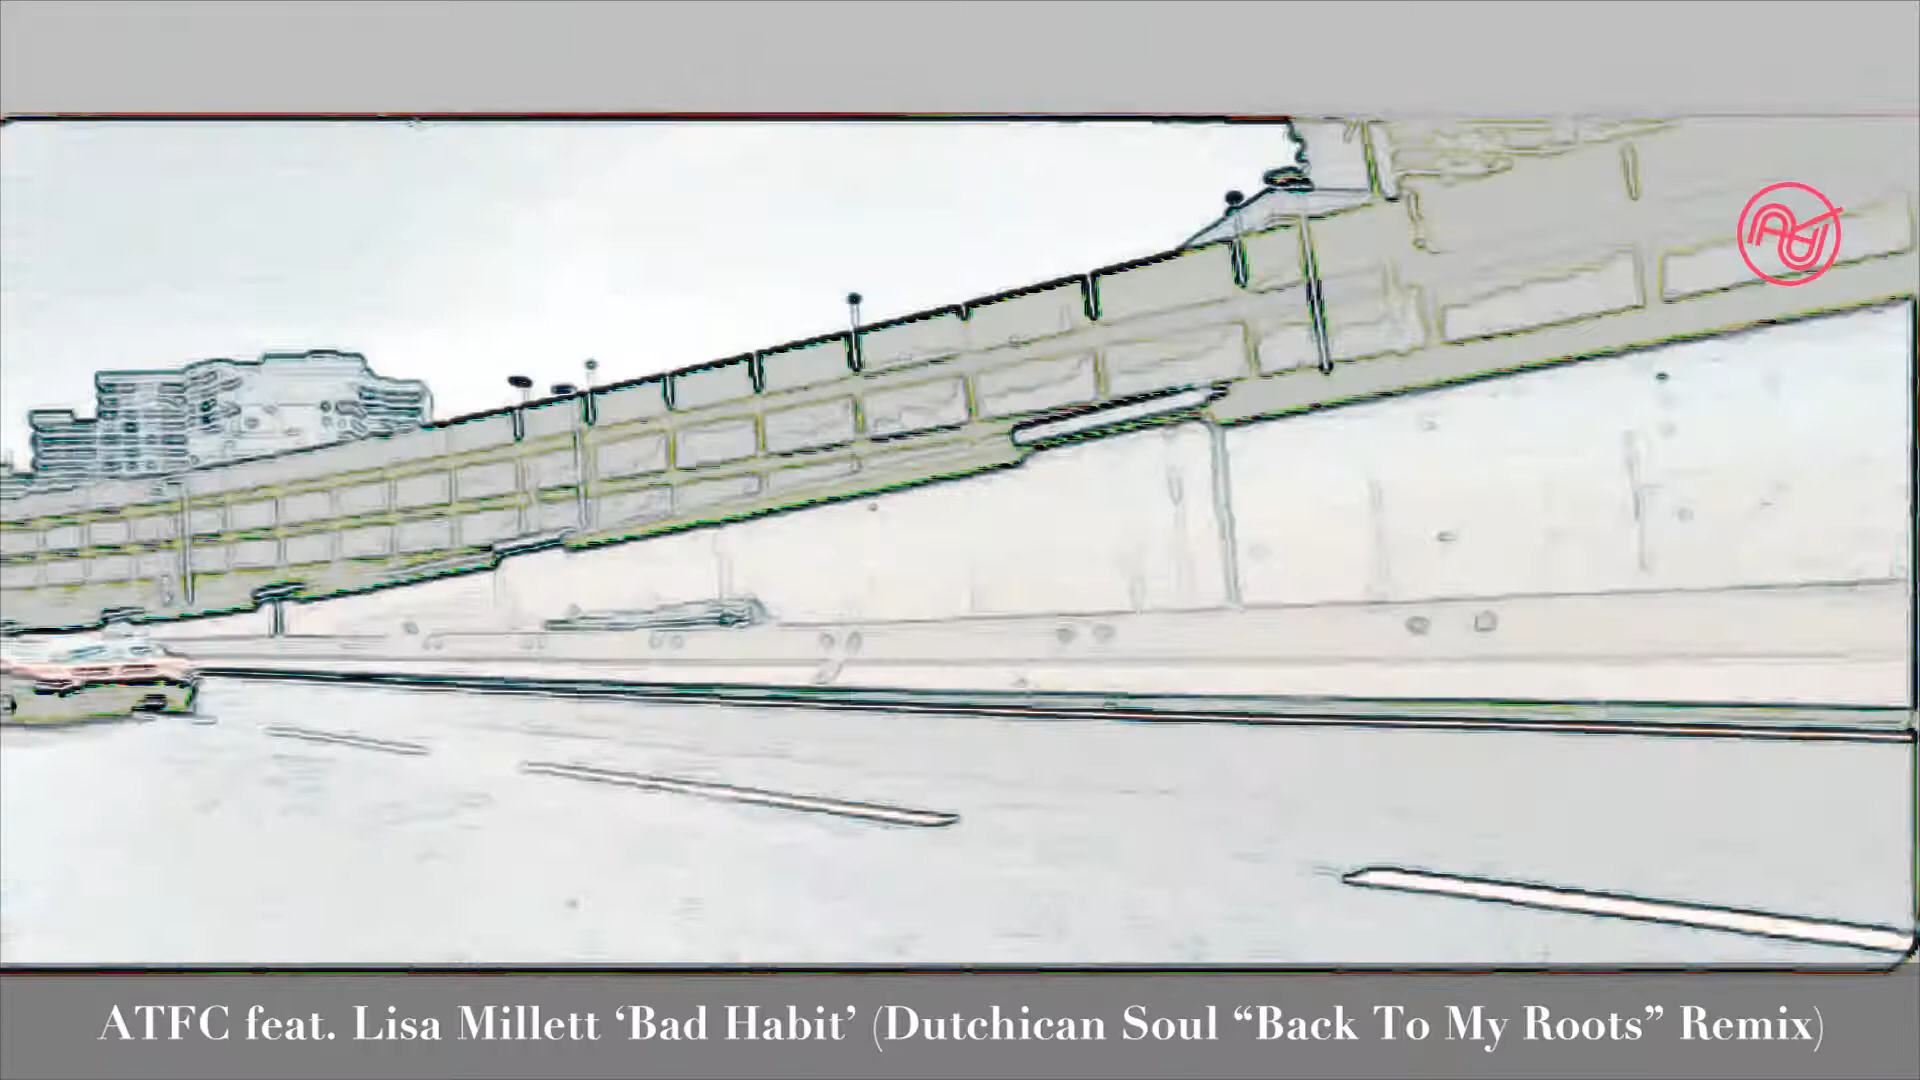 ATFC feat. Lisa Millett ‘Bad Habit’ (Dutchican Soul “Back To My Roots” Remix)